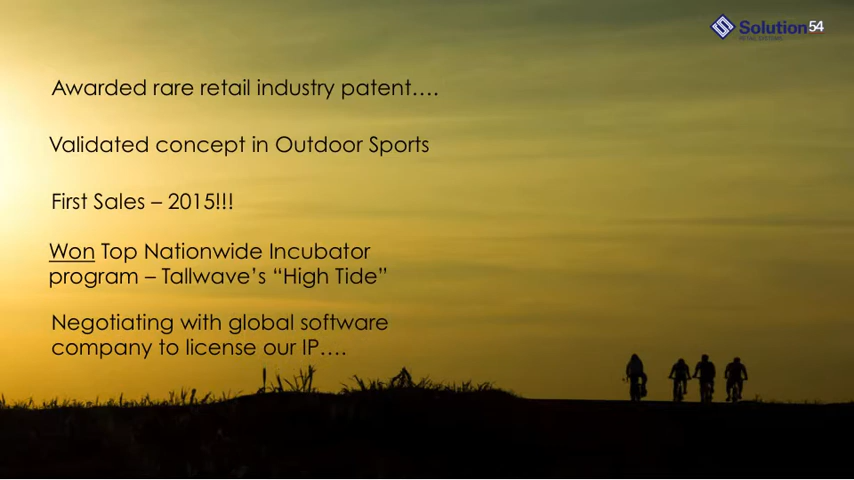 Solution54
Awarded rare retail industry patent....
Validated concept in Outdoor Sports
First Sales – 2015!!!
Won Top Nationwide Incubator
program – Tallwave’s “High Tide”
Negotiating with global software
company to license our IP....